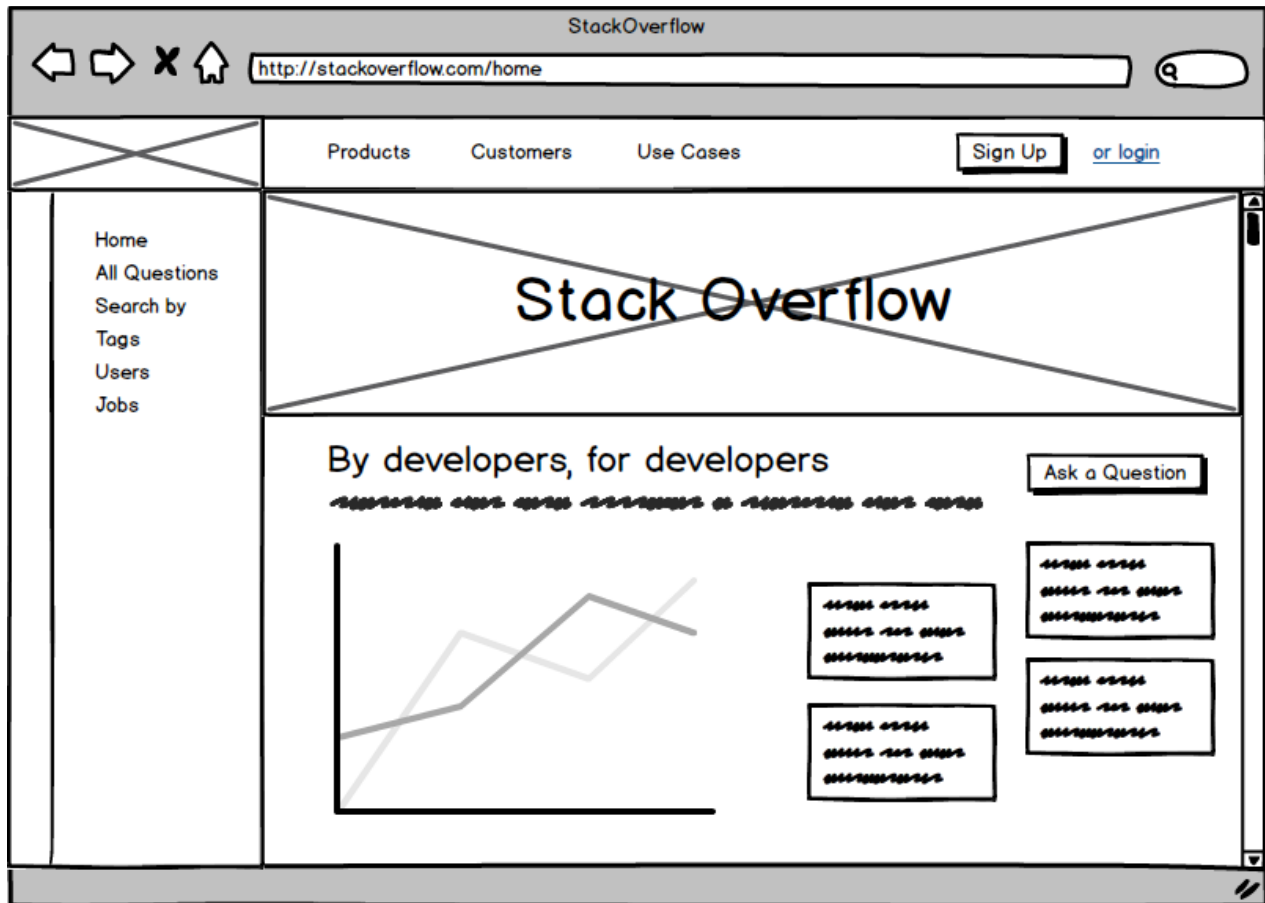 StackOverflow
http://stackoverflow.com/home
Products Customers Use Cases Sign Up or login
Home
All Questions
Search by
Tags
Users
Jobs
Stack Overflow
By developers, for developers
Ask a Question